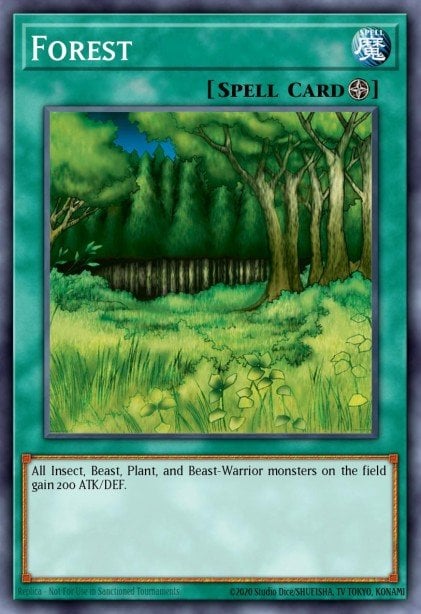 FOREST
SPELL
魔
[SPELL CARD]
All Insect, Beast, Plant, and Beast-Warrior monsters on the field
gain 200 ATK/DEF.
Replica - Not For Use in Sanctioned Tournaments
©2020 Studio Dice/SHUEISHA, TV TOKYO, KONAMI